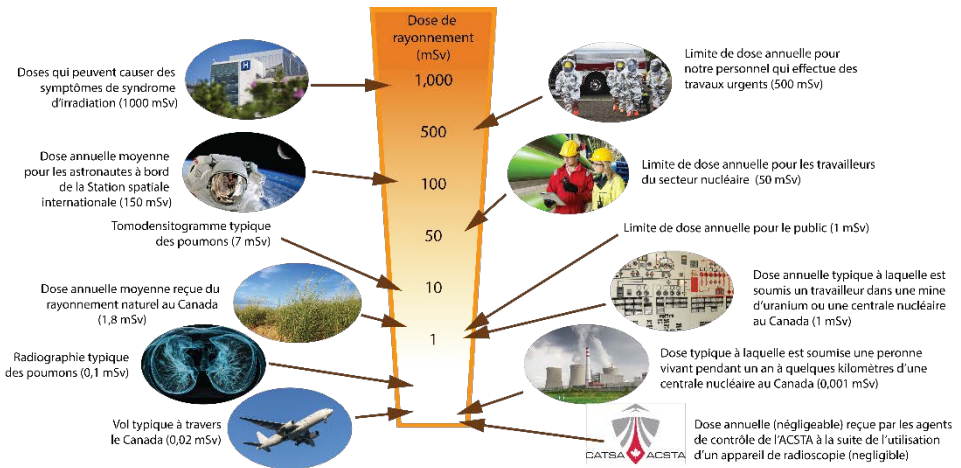 Dose de
rayonnement
(mSv)
1,000
500
100
50
10
1
Doses qui peuvent causer des
symptômes de syndrome
d'irradiation (1000 mSv)
H
Dose annuelle moyenne
pour les astronautes à bord
de la Station spatiale
internationale (150 mSv)
Tomodensitogramme typique
des poumons (7 mSv)
Dose annuelle moyenne reçue du
rayonnement naturel au Canada
(1,8 mSv)
Radiographie typique
des poumons (0,1 mSv)
Vol typique à travers
le Canada (0,02 mSv)
Limite de dose annuelle pour
notre personnel qui effectue des
travaux urgents (500 mSv)
Limite de dose annuelle pour les travailleurs
du secteur nucléaire (50 mSv)
Limite de dose annuelle pour le public (1 mSv)
Dose annuelle typique à laquelle est
soumis un travailleur dans une mine
d'uranium ou une centrale nucléaire
au Canada (1 mSv)
Dose typique à laquelle est soumise une peronne
vivant pendant un an à quelques kilomètres d'une
centrale nucléaire au Canada (0,001 mSv)
CATSA ACSTA
Dose annuelle (négligeable) reçue par les agents
de contrôle de l'ACSTA à la suite de l'utilisation
d'un appareil de radioscopie (negligible)